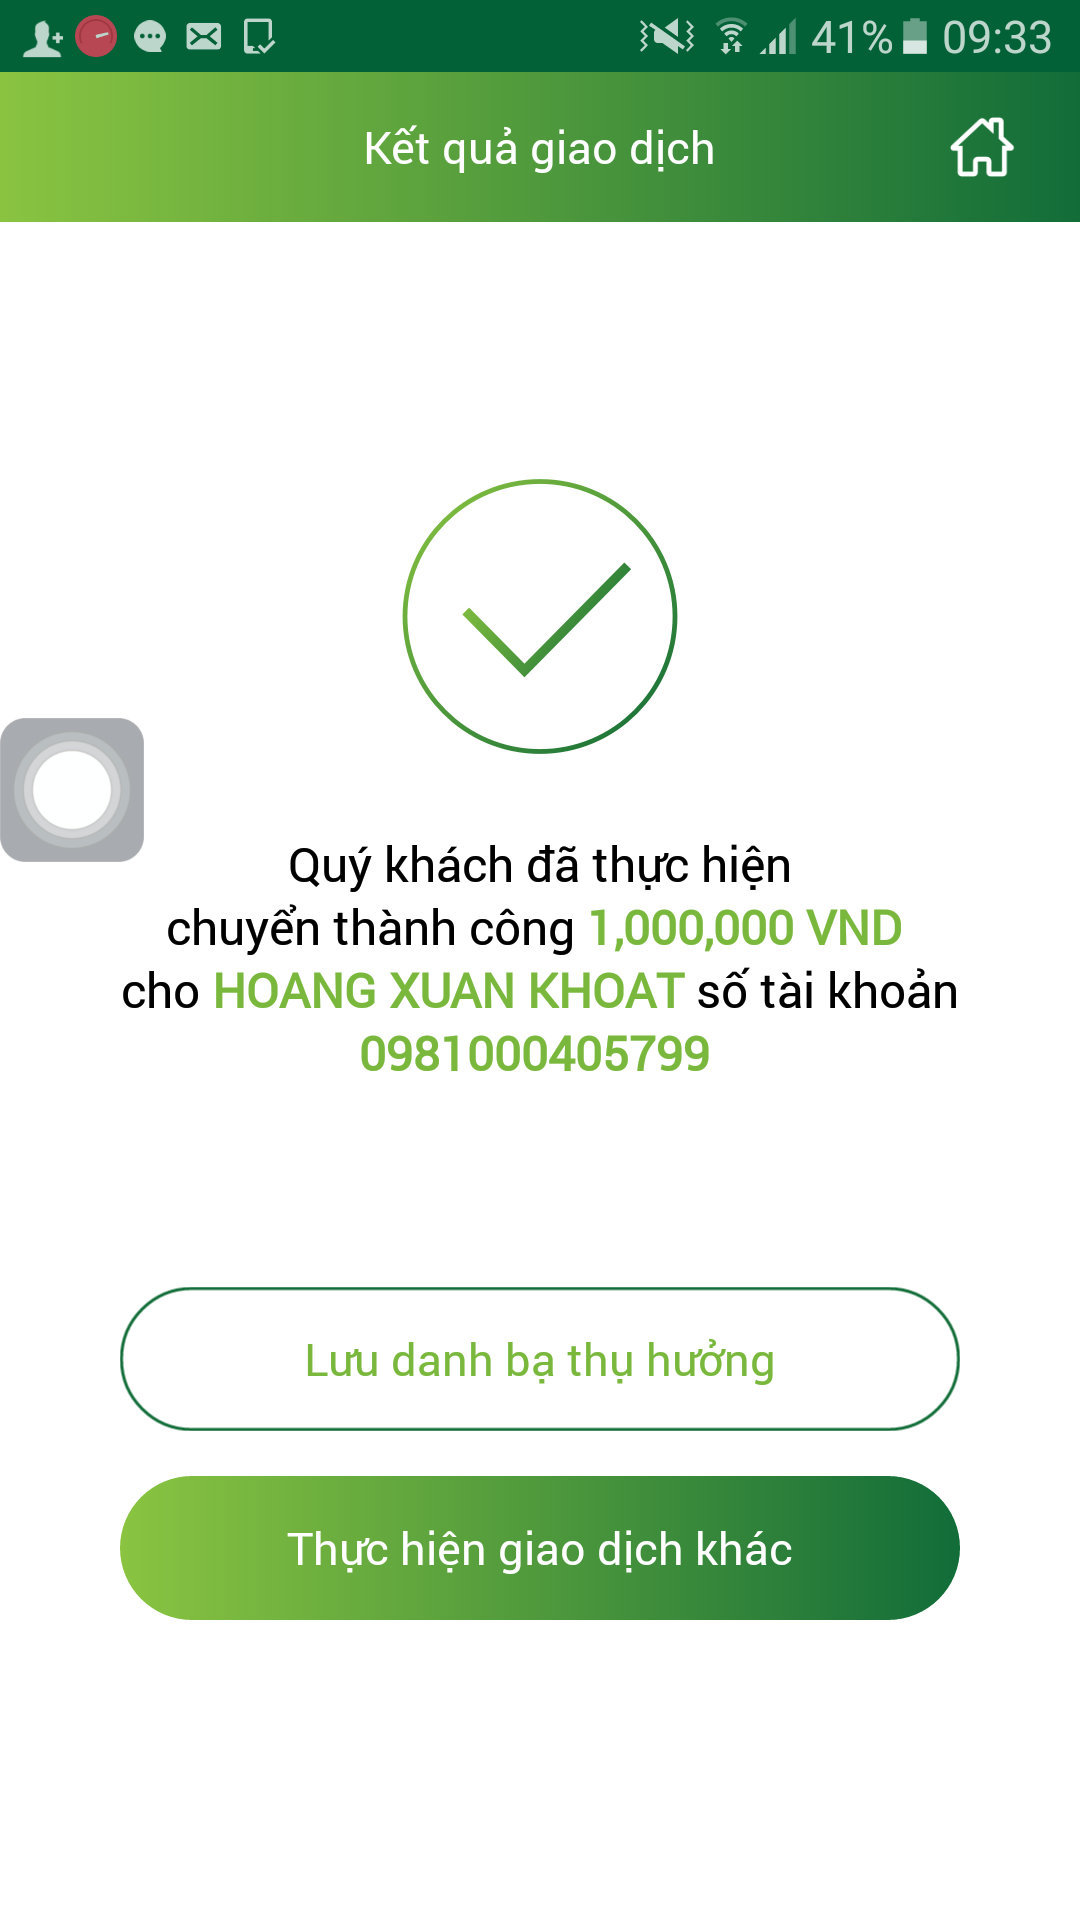 41% 09:33
Kết quả giao dịch
Quý khách đã thực hiện
chuyển thành công 1,000,000 VND
cho HOANG XUAN KHOAT số tài khoản
0981000405799
Lưu danh bạ thụ hưởng
Thực hiện giao dịch khác